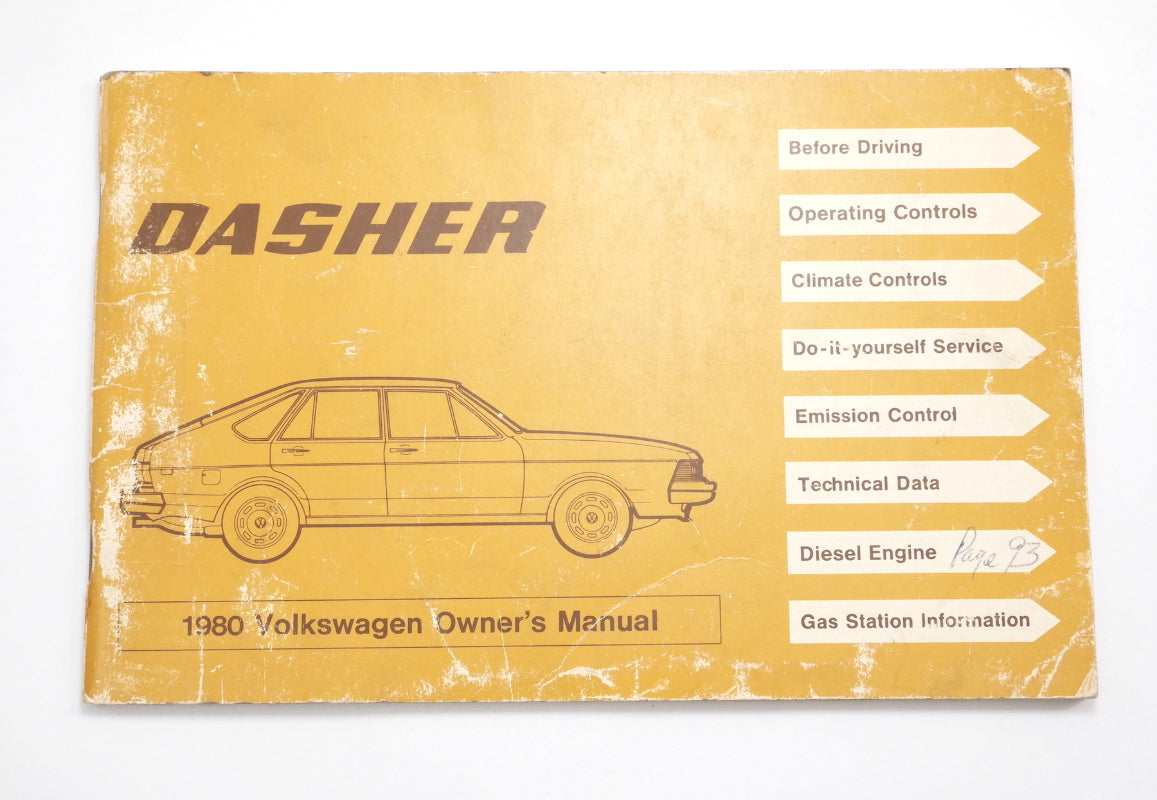 DASHER
1980 Volkswagen Owner's Manual
Before Driving
Operating Controls
Climate Controls
Do-it-yourself Service
Emission Control
Technical Data
Diesel Engine Page 93
Gas Station Information